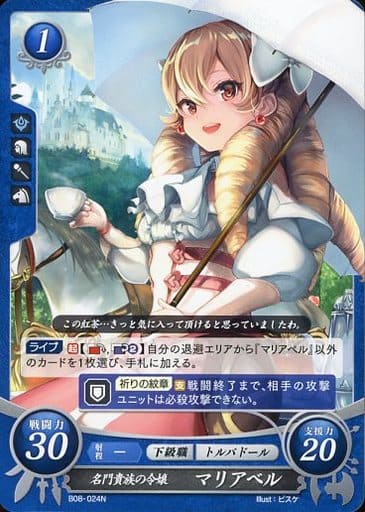 1
この紅茶…きっと気に入って頂けると思っていましたわ。
ライブ 起【 、 2】自分の退避エリアから『マリアベル』以外
のカードを1枚選び、手札に加える。
祈りの紋章 支 戦闘終了まで、相手の攻撃
ユニットは必殺攻撃できない。
戦闘力
30
射程 ー
下級職
トルバドール
支援力
20
名門貴族の令嬢 マリアベル
B08-024N
Illust:ビスケ